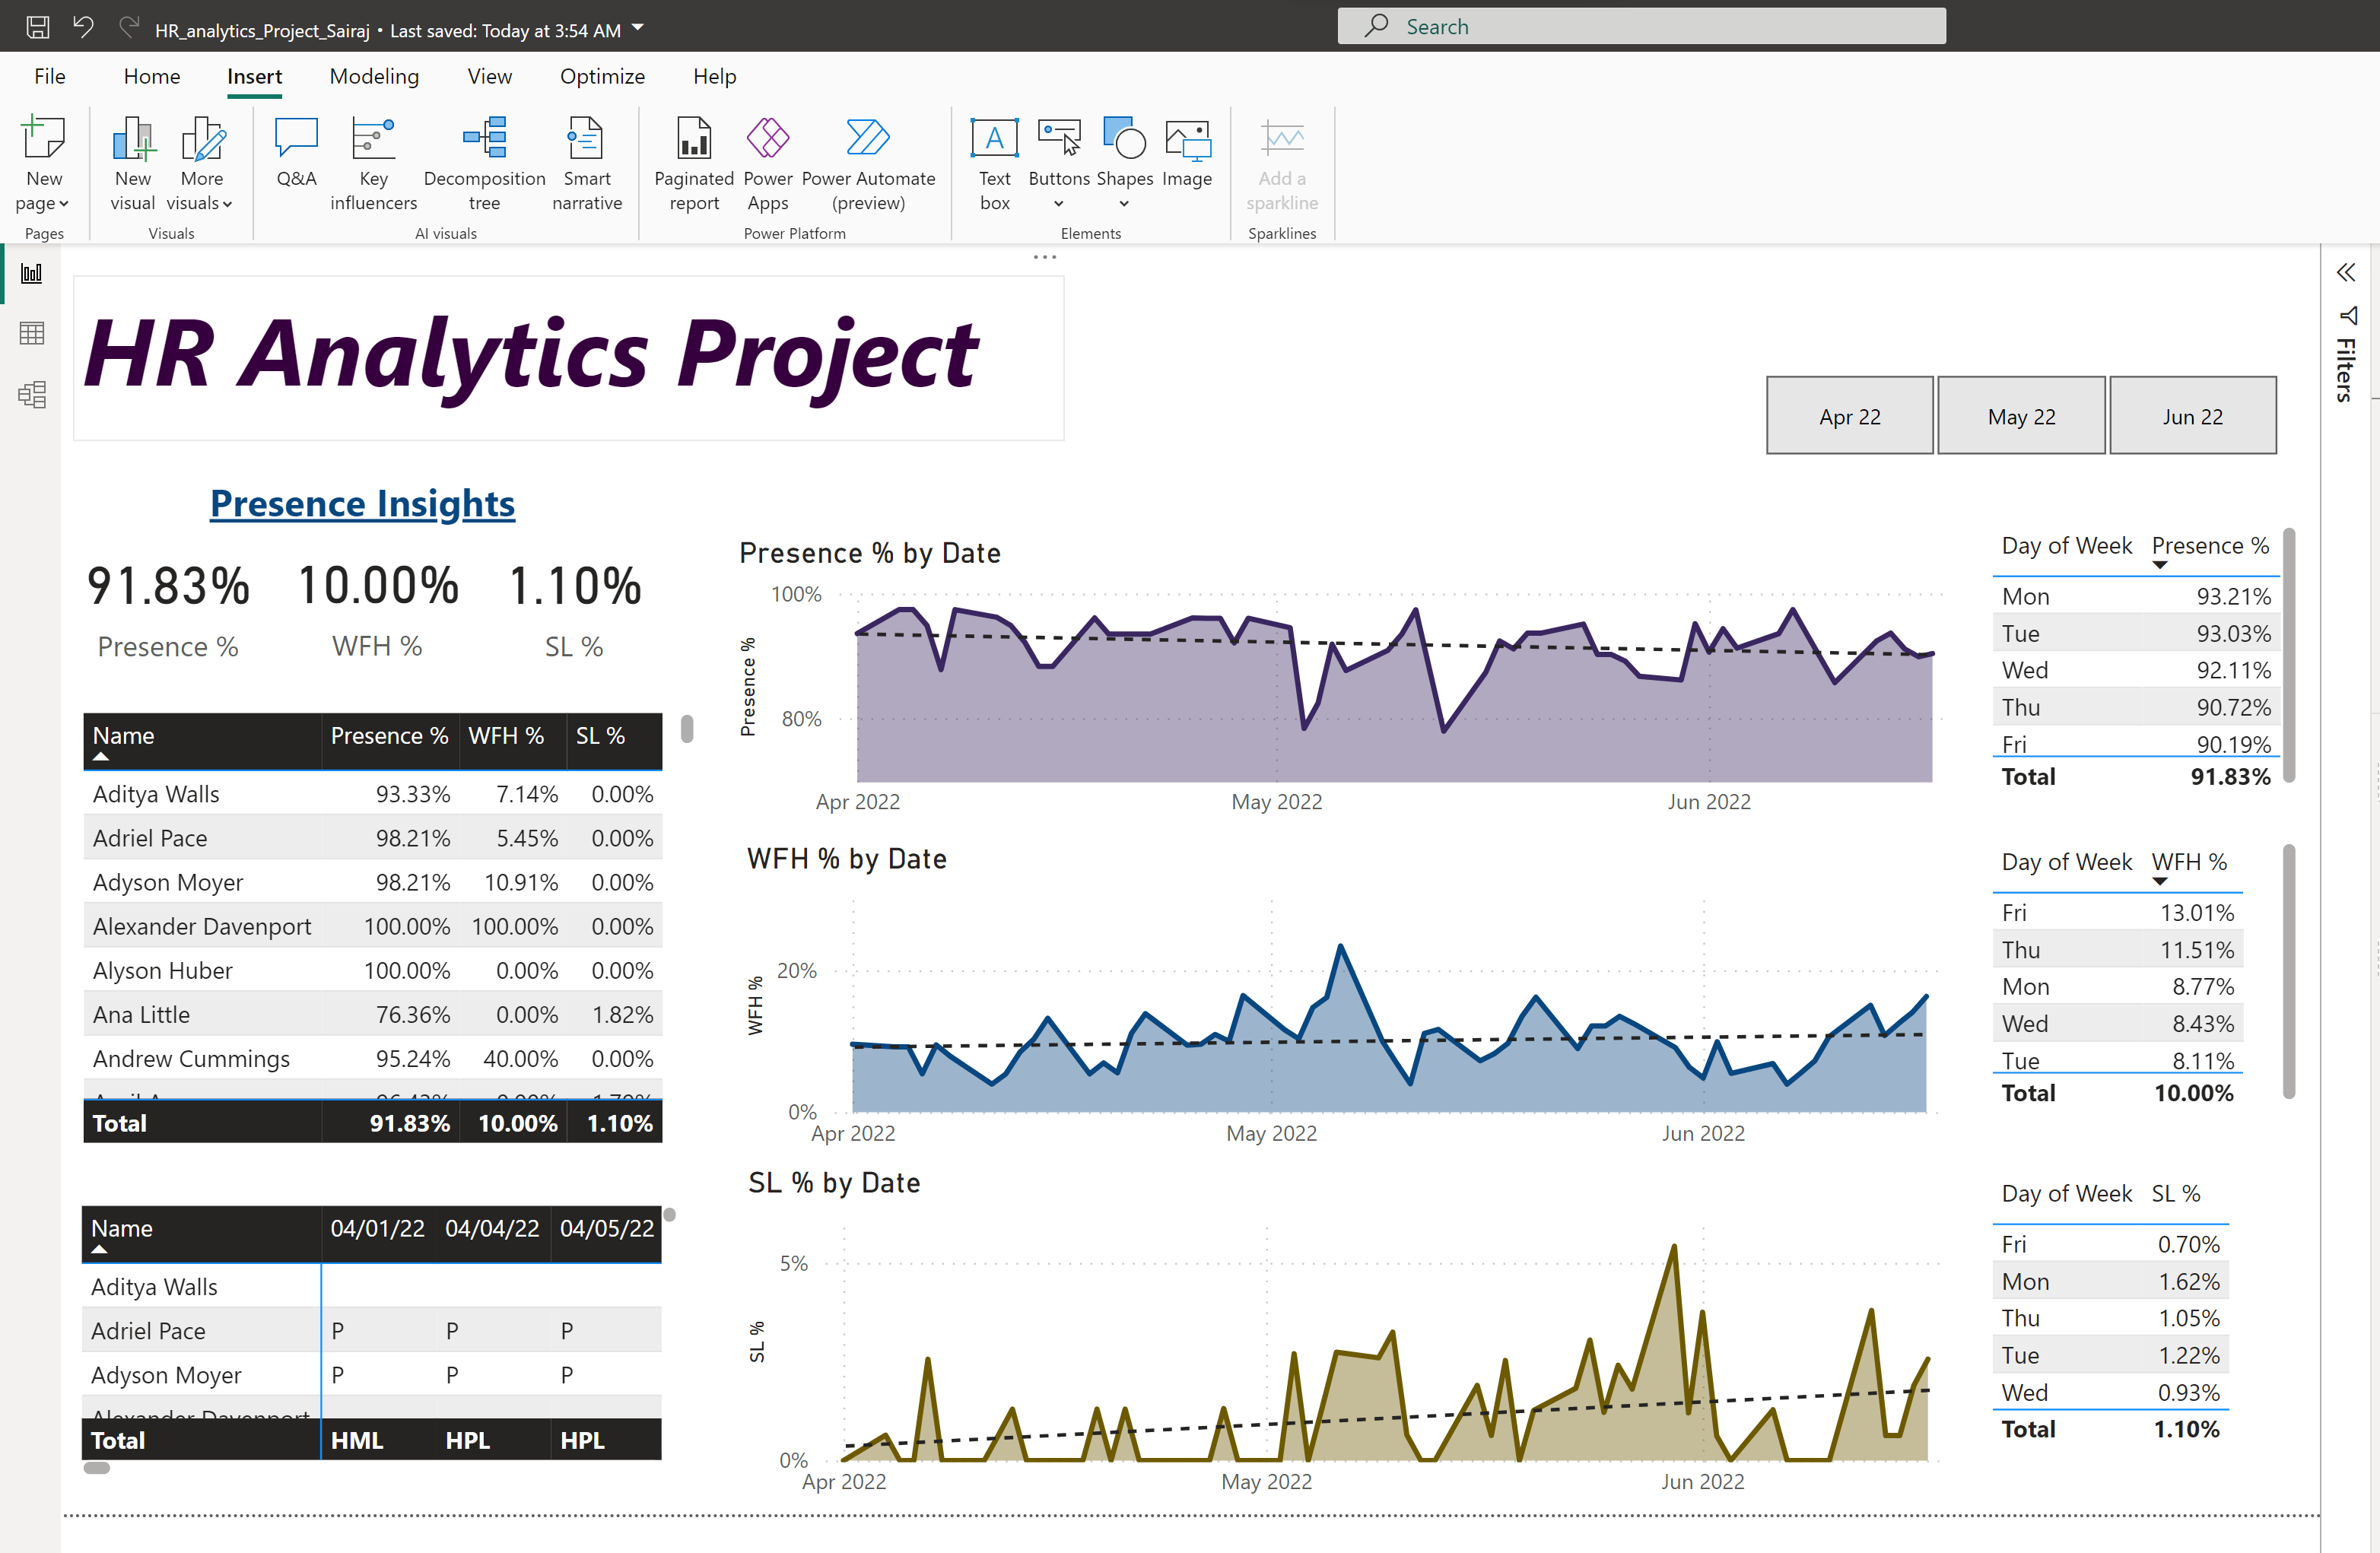 HR_analytics_Project_Sairaj • Last saved: Today at 3:54 AM
Search
File Home Insert Modeling View Optimize Help
New page
New visual
More visuals
Q&A
Key influencers
Decomposition tree
Smart narrative
Paginated report
Power Apps
Power Automate (preview)
Text box
Buttons
Shapes
Image
Add a sparkline
Pages Visuals AI visuals Power Platform Elements Sparklines
Filters
HR Analytics Project
Apr 22 May 22 Jun 22
Presence Insights
91.83% 10.00% 1.10%
Presence % WFH % SL %
Name Presence % WFH % SL %
Aditya Walls 93.33% 7.14% 0.00%
Adriel Pace 98.21% 5.45% 0.00%
Adyson Moyer 98.21% 10.91% 0.00%
Alexander Davenport 100.00% 100.00% 0.00%
Alyson Huber 100.00% 0.00% 0.00%
Ana Little 76.36% 0.00% 1.82%
Andrew Cummings 95.24% 40.00% 0.00%
Total 91.83% 10.00% 1.10%
Name 04/01/22 04/04/22 04/05/22
Aditya Walls
Adriel Pace P P P
Adyson Moyer P P P
Alexander Davenport
Total HML HPL HPL
Presence % by Date
Presence %
100%
80%
Apr 2022 May 2022 Jun 2022
WFH % by Date
WFH %
20%
0%
Apr 2022 May 2022 Jun 2022
SL % by Date
SL %
5%
0%
Apr 2022 May 2022 Jun 2022
Day of Week Presence %
Mon 93.21%
Tue 93.03%
Wed 92.11%
Thu 90.72%
Fri 90.19%
Total 91.83%
Day of Week WFH %
Fri 13.01%
Thu 11.51%
Mon 8.77%
Wed 8.43%
Tue 8.11%
Total 10.00%
Day of Week SL %
Fri 0.70%
Mon 1.62%
Thu 1.05%
Tue 1.22%
Wed 0.93%
Total 1.10%